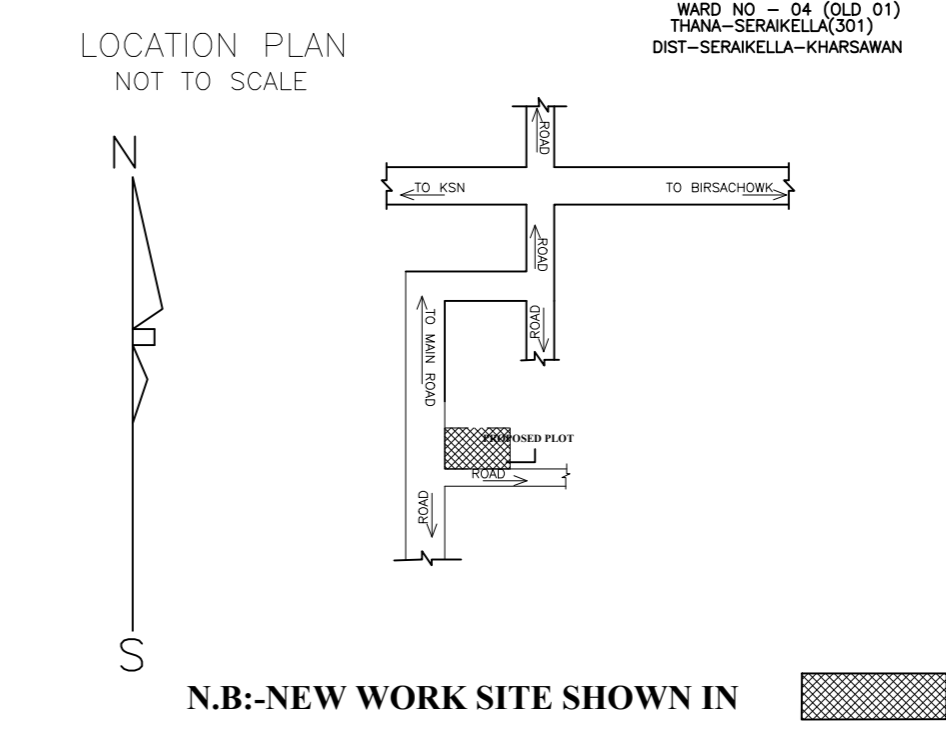 WARD NO - 04 (OLD 01)
THANA-SERAIKELLA(301)
DIST-SERAIKELLA-KHARSAWAN
LOCATION PLAN
NOT TO SCALE
N
ROAD
TO KSN
TO BIRSACHOWK
ROAD
ROAD
TO MAIN ROAD
PROPOSED PLOT
ROAD
ROAD
S
N.B:-NEW WORK SITE SHOWN IN